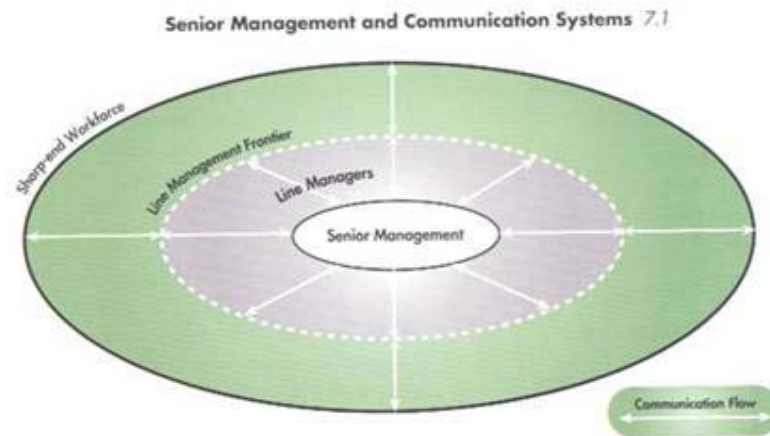 Senior Management and Communication Systems 7.1
Sharp-end Workforce
Line Management Frontier
Line Managers
Senior Management
Communication Flow